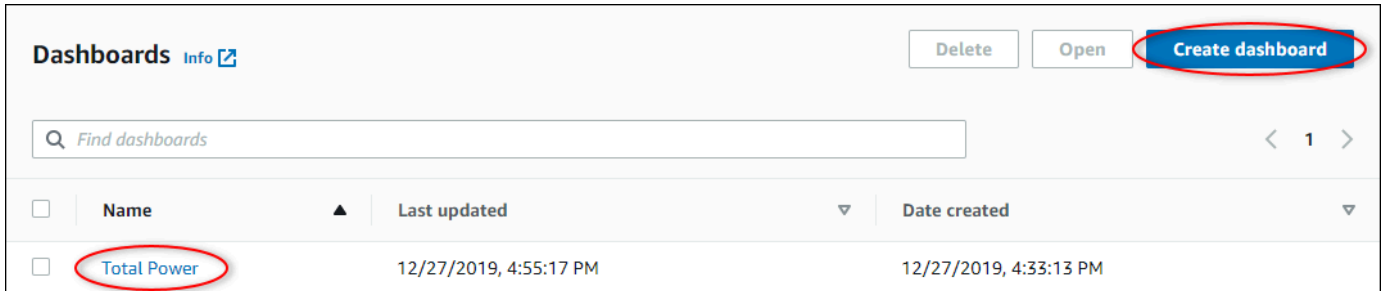 Dashboards Info
Delete
Open
Create dashboard
Find dashboards
1
Name Last updated Date created
Total Power 12/27/2019, 4:55:17 PM 12/27/2019, 4:33:13 PM